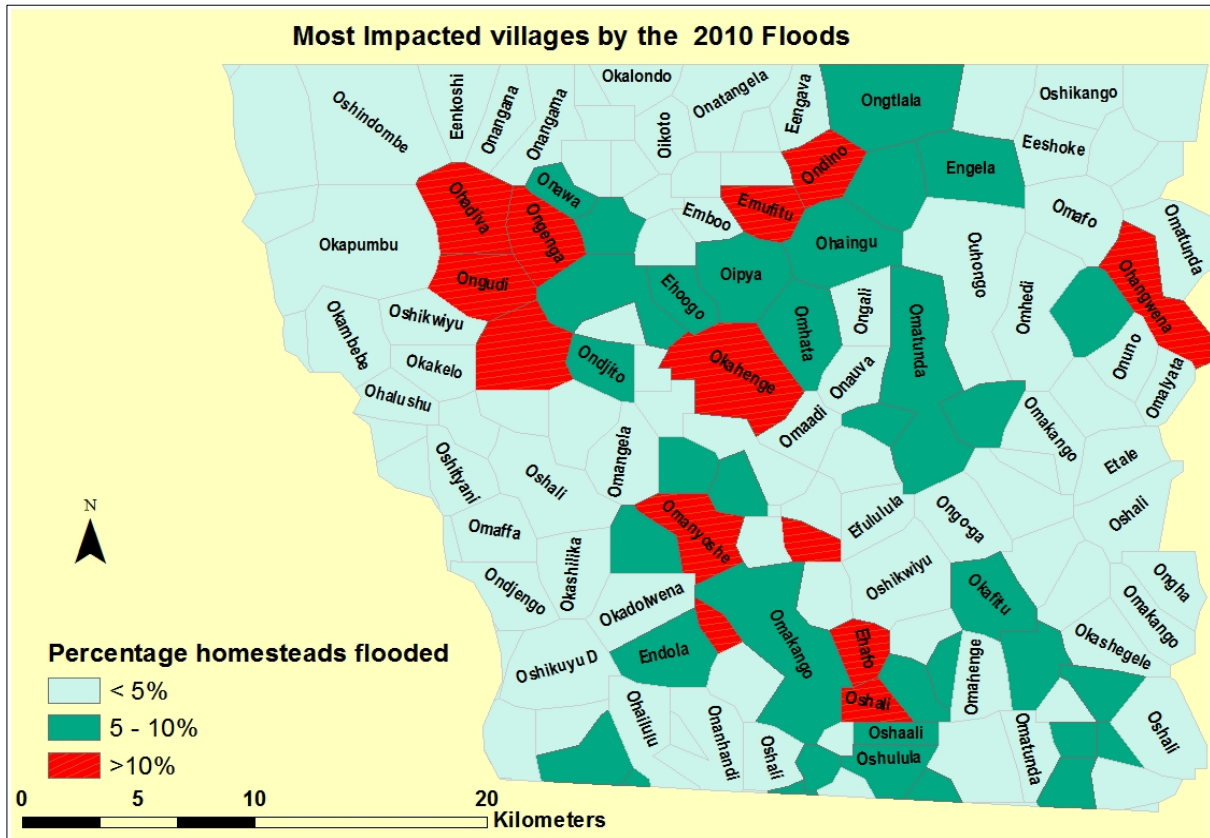 Most Impacted villages by the 2010 Floods
Okalondo
Oshindombe
Eenkoshi
Onangana
Onangama
Oikoto
Onatangela
Eengava
Ongtlala
Oshikango
Eeshoke
Engela
Ondino
Emufitu
Onawa
Ohadiva
Ongenga
Emboo
Omafo
Omatunda
Okapumbu
Ohaingu
Ouhongo
Oipya
Ongudi
Ehoogo
Ongali
Omhedi
Ohangwena
Oshikwiyu
Okambebe
Omhata
Omatunda
Onuno
Okakelo
Ondjito
Okahenge
Onauva
Omalyata
Ohalushu
Omaadi
Omakango
Oshityani
Oshali
Omangela
Etale
N
Omaffa
Omanyoshe
Efululula
Ongo-ga
Oshali
Okashilika
Ondjengo
Okadolwena
Oshikwiyu
Okafitu
Ongha
Omakango
Okashegele
Omakango
Ehafo
Endola
Oshikuyu D
Omahenge
Oshali
Ohailulu
Onanhandi
Oshali
Oshaali
Oshulula
Omatunda
Oshali
Percentage homesteads flooded
< 5%
5 - 10%
>10%
0 5 10 20
Kilometers